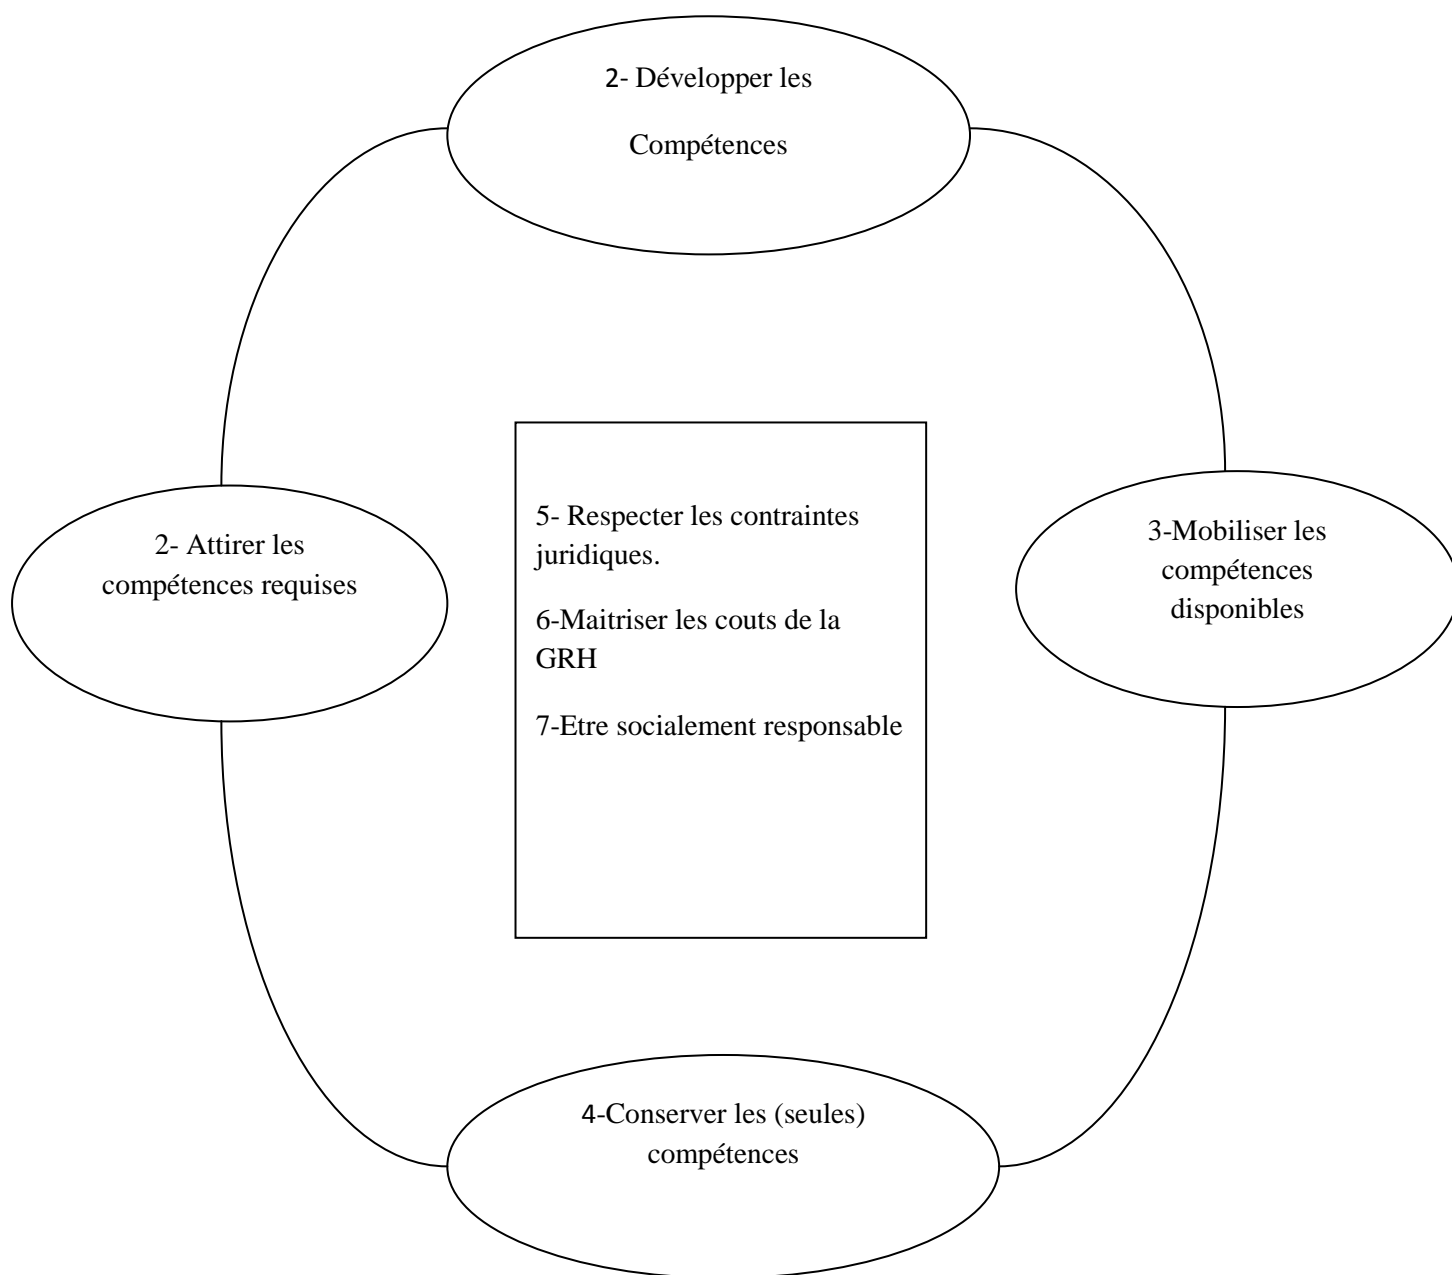 2- Développer les
Compétences
2- Attirer les
compétences requises
5- Respecter les contraintes
juridiques.
6-Maitriser les couts de la
GRH
7-Etre socialement responsable
3-Mobiliser les
compétences
disponibles
4-Conserver les (seules)
compétences